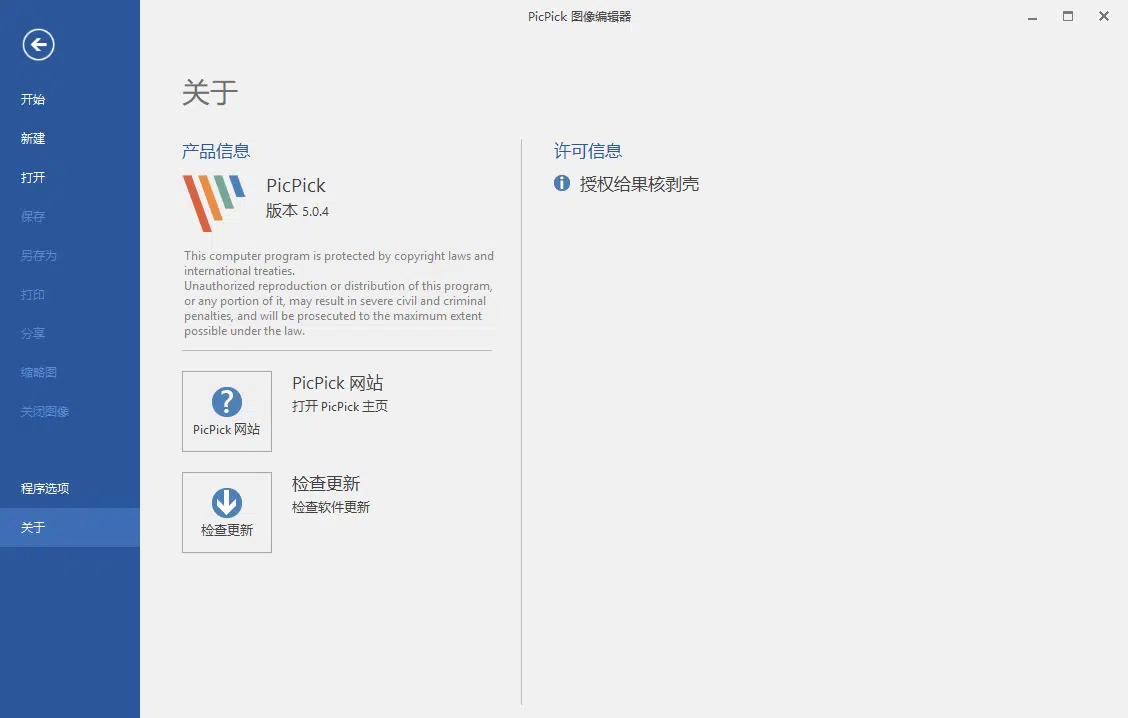 PicPick 图像编辑器
开始
新建
打开
保存
另存为
打印
分享
缩略图
关闭图像
程序选项
关于
关于
产品信息
PicPick
版本 5.0.4
This computer program is protected by copyright laws and
international treaties.
Unauthorized reproduction or distribution of this program,
or any portion of it, may result in severe civil and criminal
penalties, and will be prosecuted to the maximum extent
possible under the law.
PicPick 网站
PicPick 网站
打开 PicPick 主页
检查更新
检查更新
检查软件更新
许可信息
授权给果核剥壳